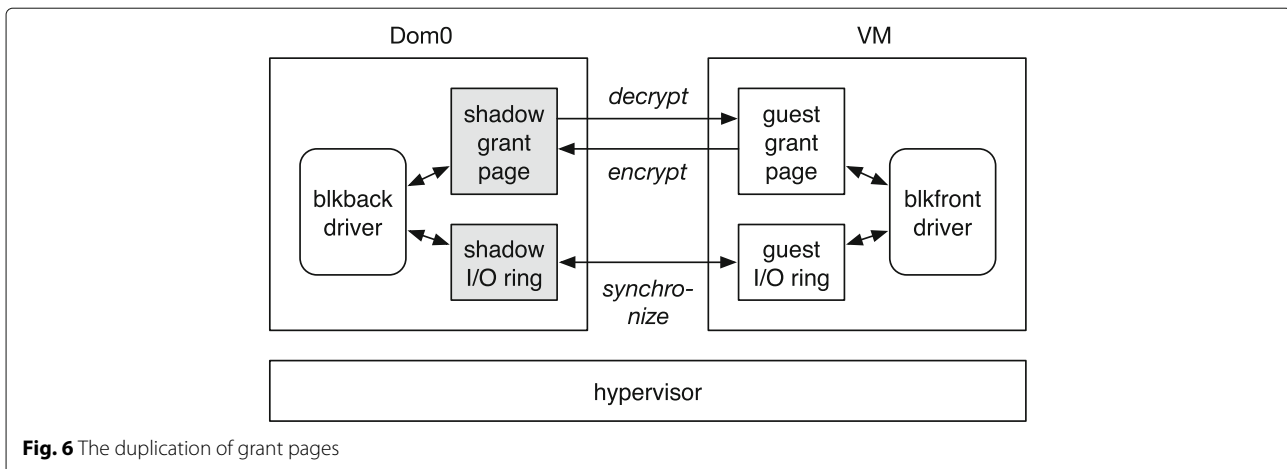 Dom0
VM
shadow
grant
page
decrypt
encrypt
guest
grant
page
blkback
driver
blkfront
driver
shadow
I/O ring
synchro-
nize
guest
I/O ring
hypervisor
Fig. 6 The duplication of grant pages